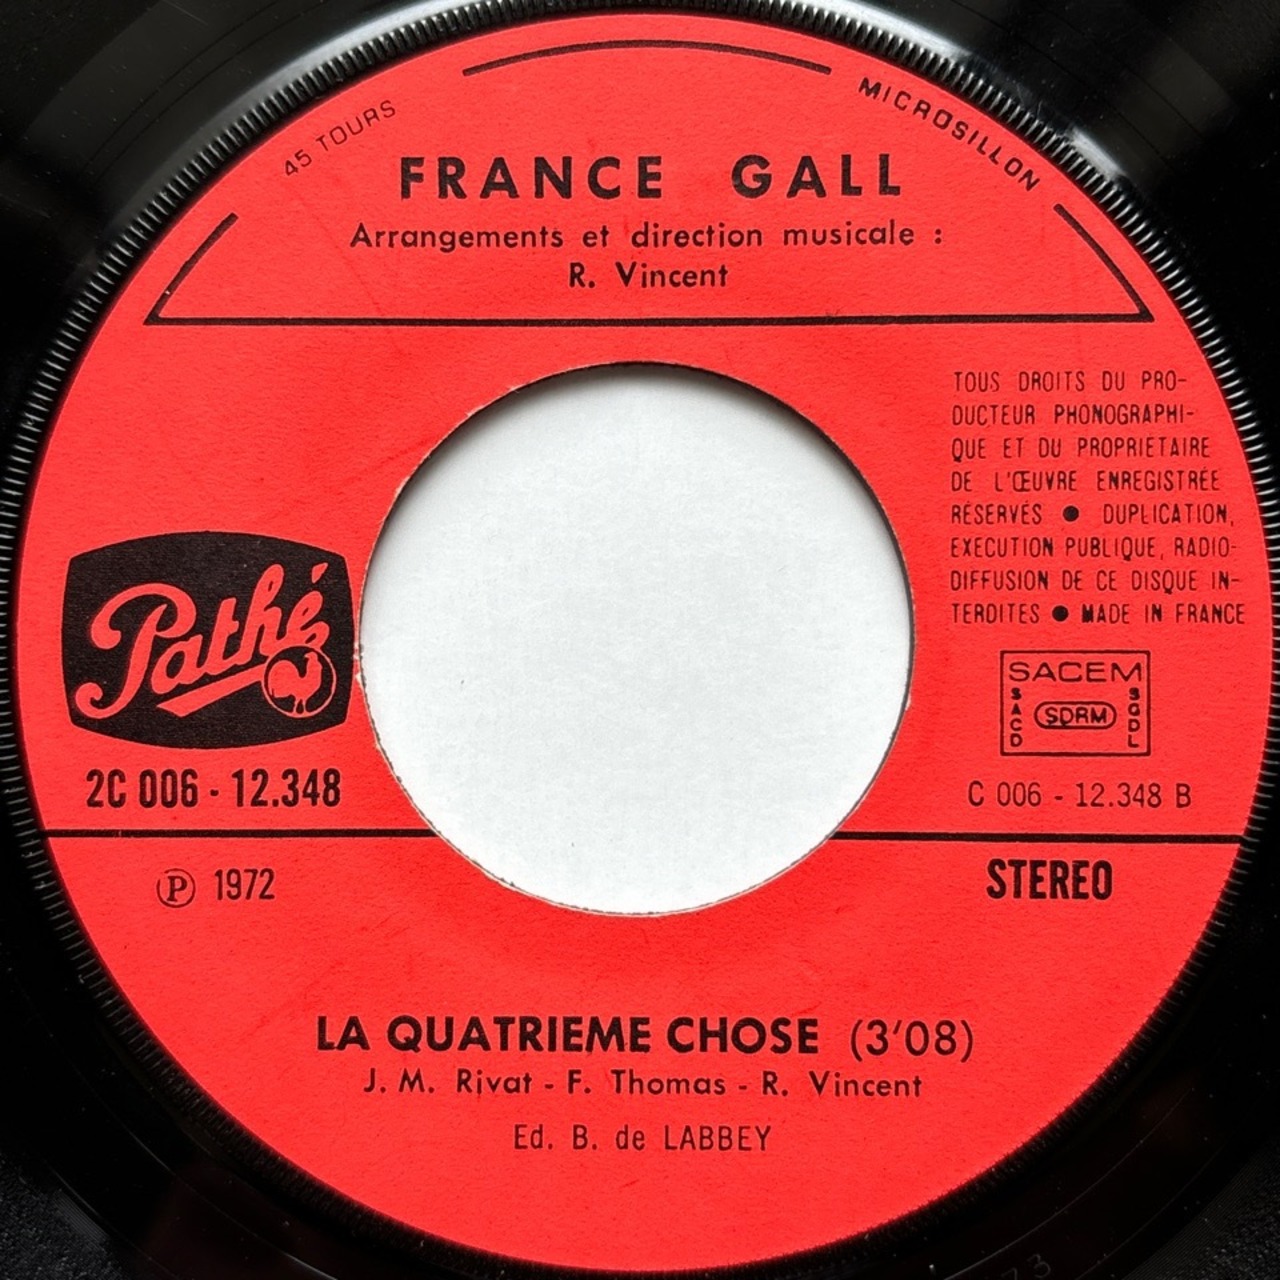 45 TOURS
MICROSILLON
FRANCE GALL
Arrangements et direction musicale :
R. Vincent
TOUS DROITS DU PRO-
DUCTEUR PHONOGRAPHI-
QUE ET DU PROPRIÉTAIRE
DE L'ŒUVRE ENREGISTRÉE
RÉSERVÉS ● DUPLICATION,
EXECUTION PUBLIQUE, RADIO-
DIFFUSION DE CE DISQUE IN-
TERDITES ● MADE IN FRANCE
Pathé
SACEM
SACD
SDRM
SGDL
2C 006 - 12.348
C 006 - 12.348 B
Ⓟ 1972
STEREO
LA QUATRIEME CHOSE (3'08)
J. M. Rivat - F. Thomas - R. Vincent
Ed. B. de LABBEY